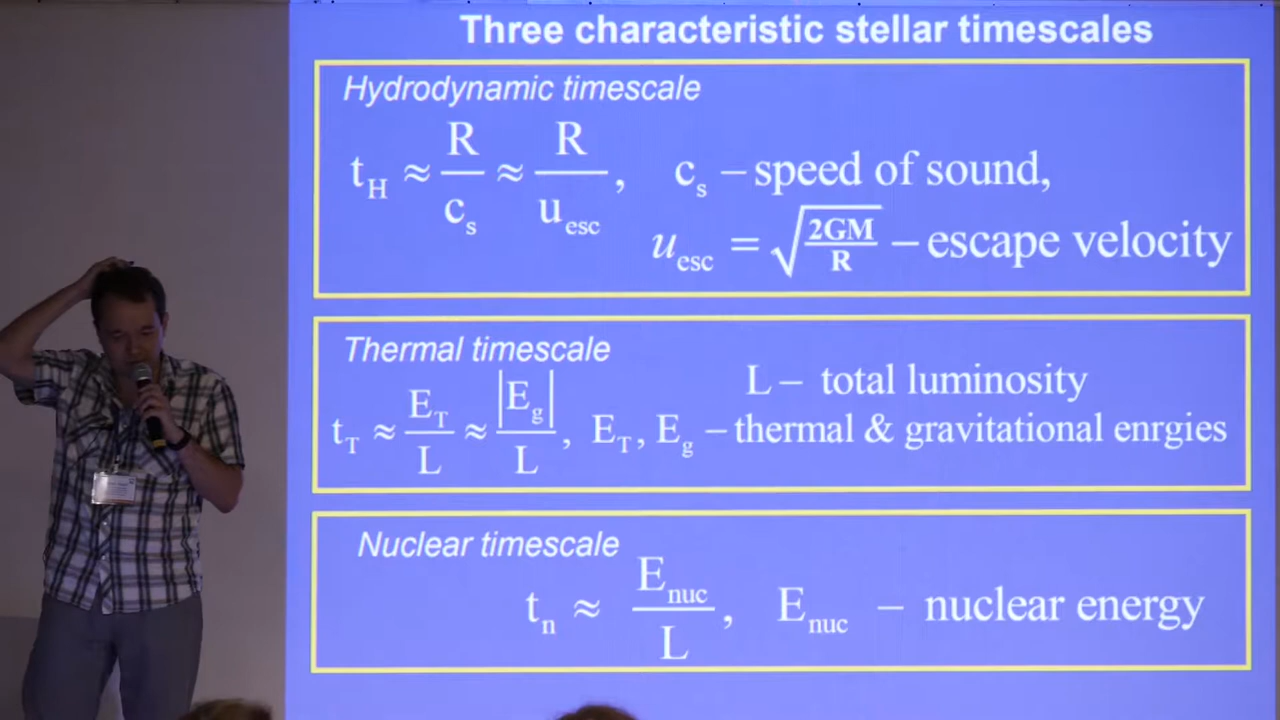 Three characteristic stellar timescales
Hydrodynamic timescale
t_H ≈ R/c_s ≈ R/u_esc, c_s – speed of sound,
u_esc = √(2GM/R) – escape velocity
Thermal timescale
L – total luminosity
t_T ≈ E_T/L ≈ |E_g|/L, E_T, E_g – thermal & gravitational enrgies
Nuclear timescale
t_n ≈ E_nuc/L, E_nuc – nuclear energy